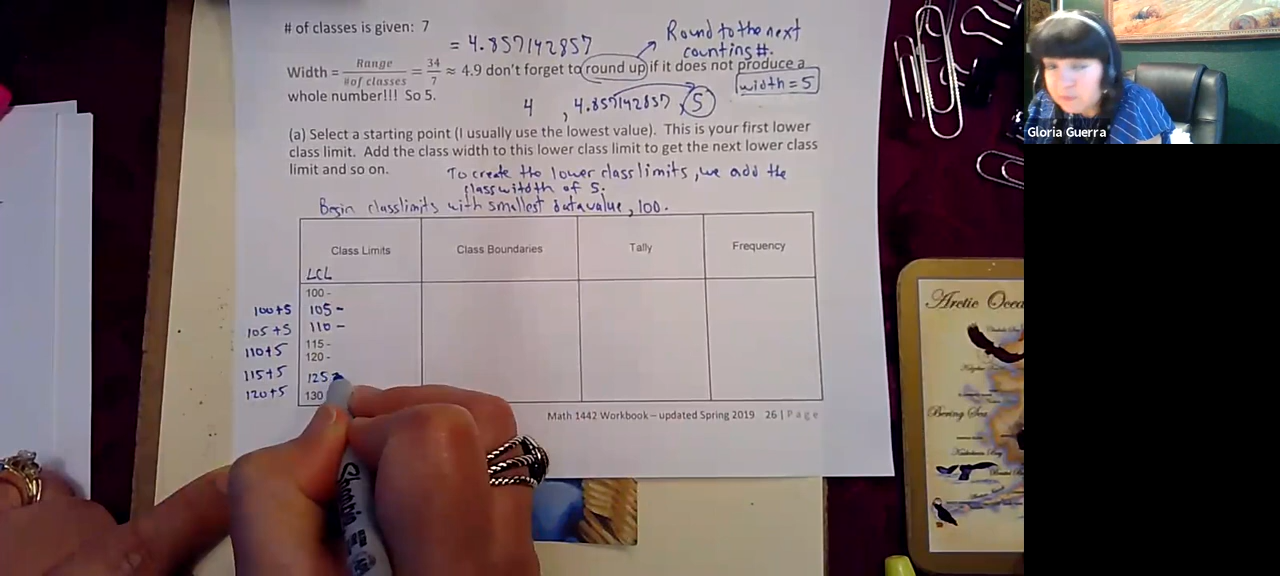 # of classes is given: 7
= 4.857142857
Round to the next
counting #.
Width = Range / #of classes = 34/7 ≈ 4.9 don't forget to round up if it does not produce a
whole number!!! So 5.
width = 5
4 , 4.857142857 , 5
(a) Select a starting point (I usually use the lowest value). This is your first lower
class limit. Add the class width to this lower class limit to get the next lower class
limit and so on.
To create the lower class limits, we add the
class witdth of 5.
Begin class limits with smallest data value, 100.
Class Limits Class Boundaries Tally Frequency
LCL
100 -
100+5 105 -
105+5 110 -
110+5 115 -
120 -
115+5 125 -
120+5 130
Math 1442 Workbook – updated Spring 2019 26 | Page
Gloria Guerra
Arctic Ocea
Bering Sea
Sharpie